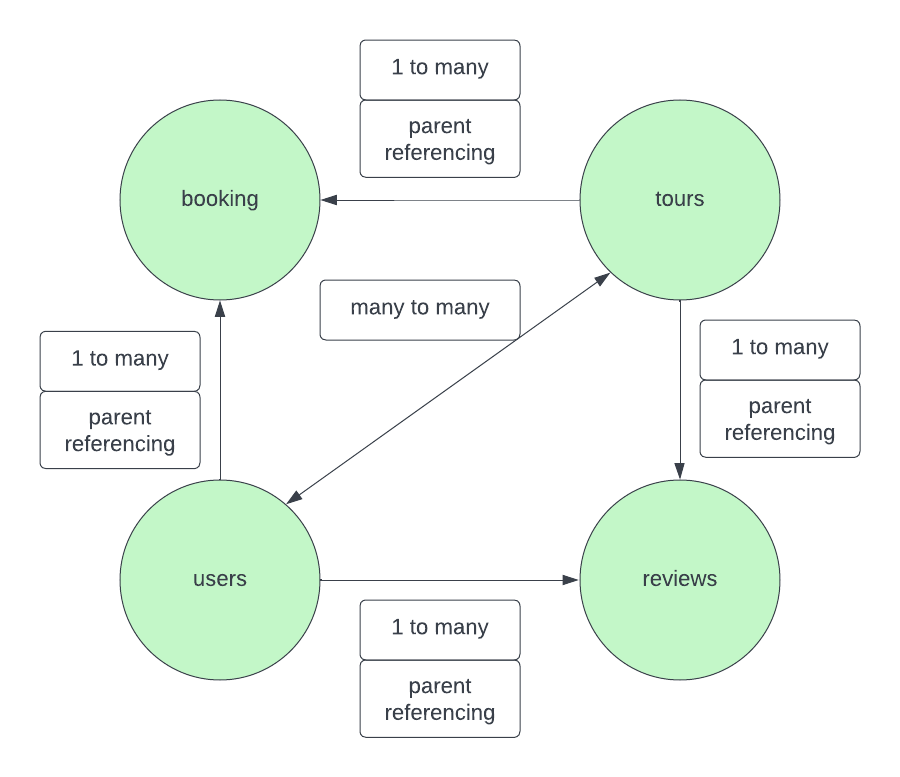 1 to many
parent
referencing
booking
tours
many to many
1 to many
parent
referencing
1 to many
parent
referencing
users
reviews
1 to many
parent
referencing